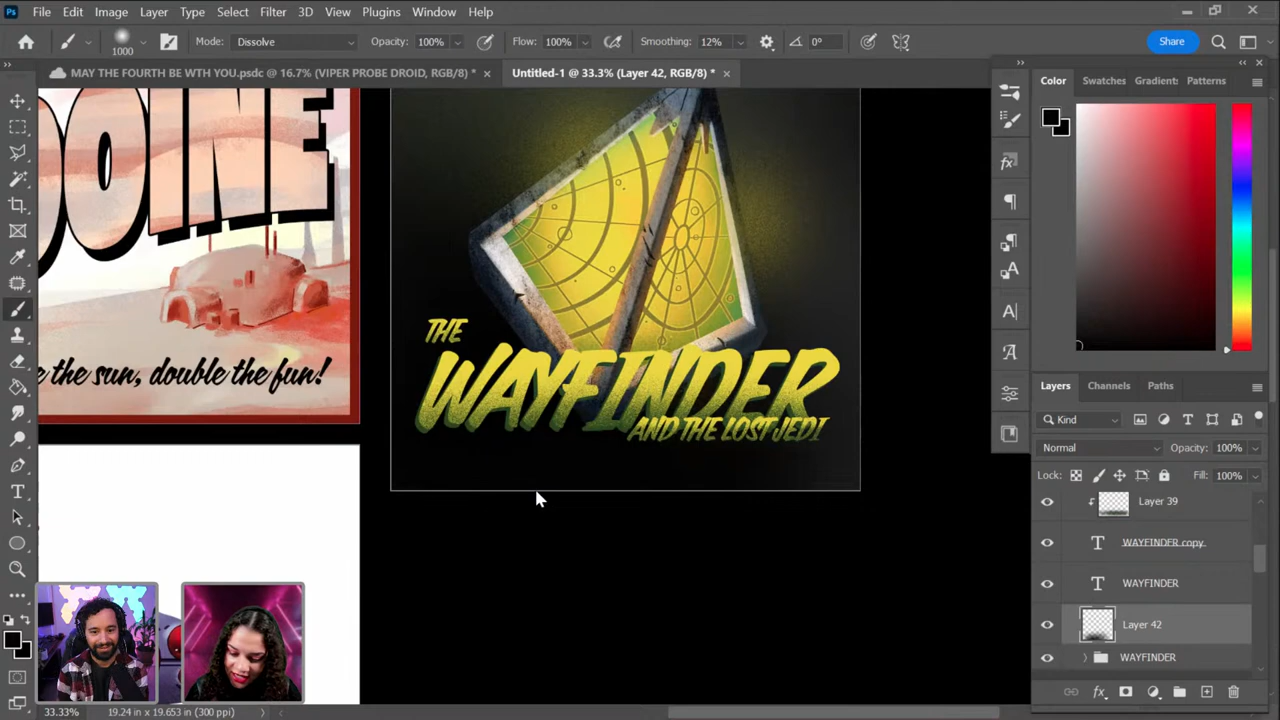 Ps File Edit Image Layer Type Select Filter 3D View Plugins Window Help
1000 Mode: Dissolve Opacity: 100% Flow: 100% Smoothing: 12% 0° Share
MAY THE FOURTH BE WTH YOU.psdc @ 16.7% (VIPER PROBE DROID, RGB/8) * × Untitled-1 @ 33.3% (Layer 42, RGB/8) * ×
Color Swatches Gradient Patterns
OOINE
e the sun, double the fun!
THE
WAYFINDER
AND THE LOST JEDI
Layers Channels Paths
Kind
Normal Opacity: 100%
Lock: Fill: 100%
Layer 39
WAYFINDER copy
WAYFINDER
Layer 42
WAYFINDER
33.33% 19.24 in x 19.653 in (300 ppi)